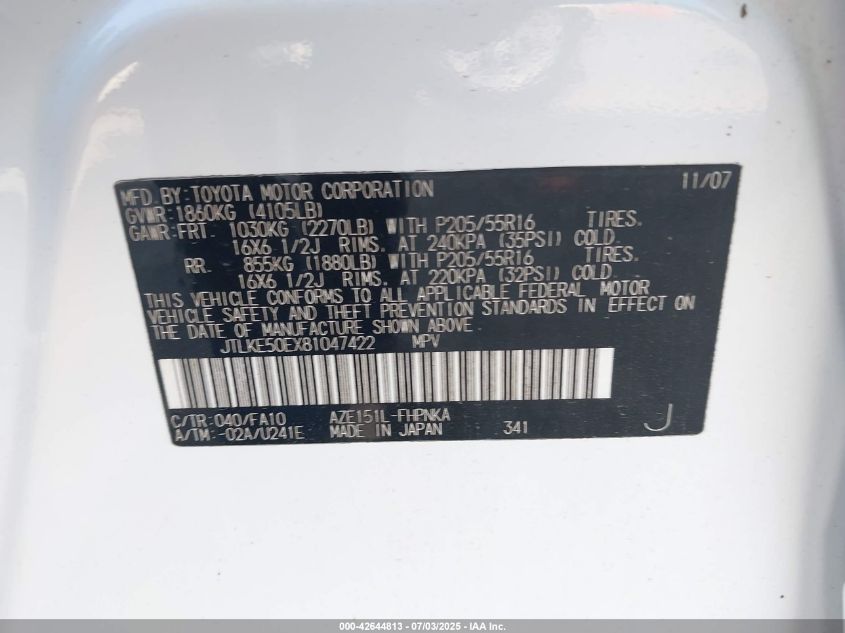 MFD.BY:TOYOTA MOTOR CORPORATION 11/07
GVWR:1860KG (4105LB)
GAWR:FRT. 1030KG (2270LB) WITH P205/55R16 TIRES.
16X6 1/2J RIMS. AT 240KPA (35PSI) COLD.
RR. 855KG (1880LB) WITH P205/55R16 TIRES.
16X6 1/2J RIMS. AT 220KPA (32PSI) COLD.
THIS VEHICLE CONFORMS TO ALL APPLICABLE FEDERAL MOTOR
VEHICLE SAFETY AND THEFT PREVENTION STANDARDS IN EFFECT ON
THE DATE OF MANUFACTURE SHOWN ABOVE.
JTLKE50EX81047422 MPV
C/TR:040/FA10 AZE151L-FHPNKA
A/TM:-02A/U241E MADE IN JAPAN 341 J
000-42644813 - 07/03/2025 - IAA Inc.